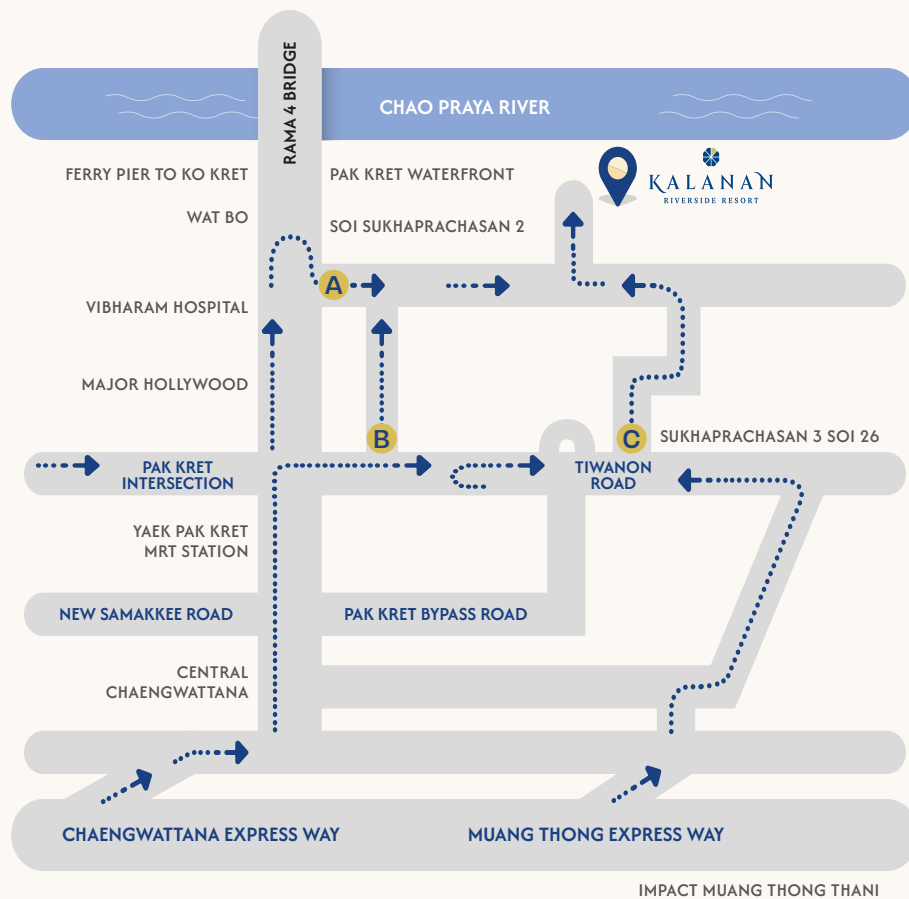 RAMA 4 BRIDGE
CHAO PRAYA RIVER
FERRY PIER TO KO KRET
PAK KRET WATERFRONT
KALANAN
RIVERSIDE RESORT
WAT BO
SOI SUKHAPRACHASAN 2
A
VIBHARAM HOSPITAL
MAJOR HOLLYWOOD
B
C
SUKHAPRACHASAN 3 SOI 26
PAK KRET
INTERSECTION
TIWANON
ROAD
YAEK PAK KRET
MRT STATION
NEW SAMAKKEE ROAD
PAK KRET BYPASS ROAD
CENTRAL
CHAENGWATTANA
CHAENGWATTANA EXPRESS WAY
MUANG THONG EXPRESS WAY
IMPACT MUANG THONG THANI